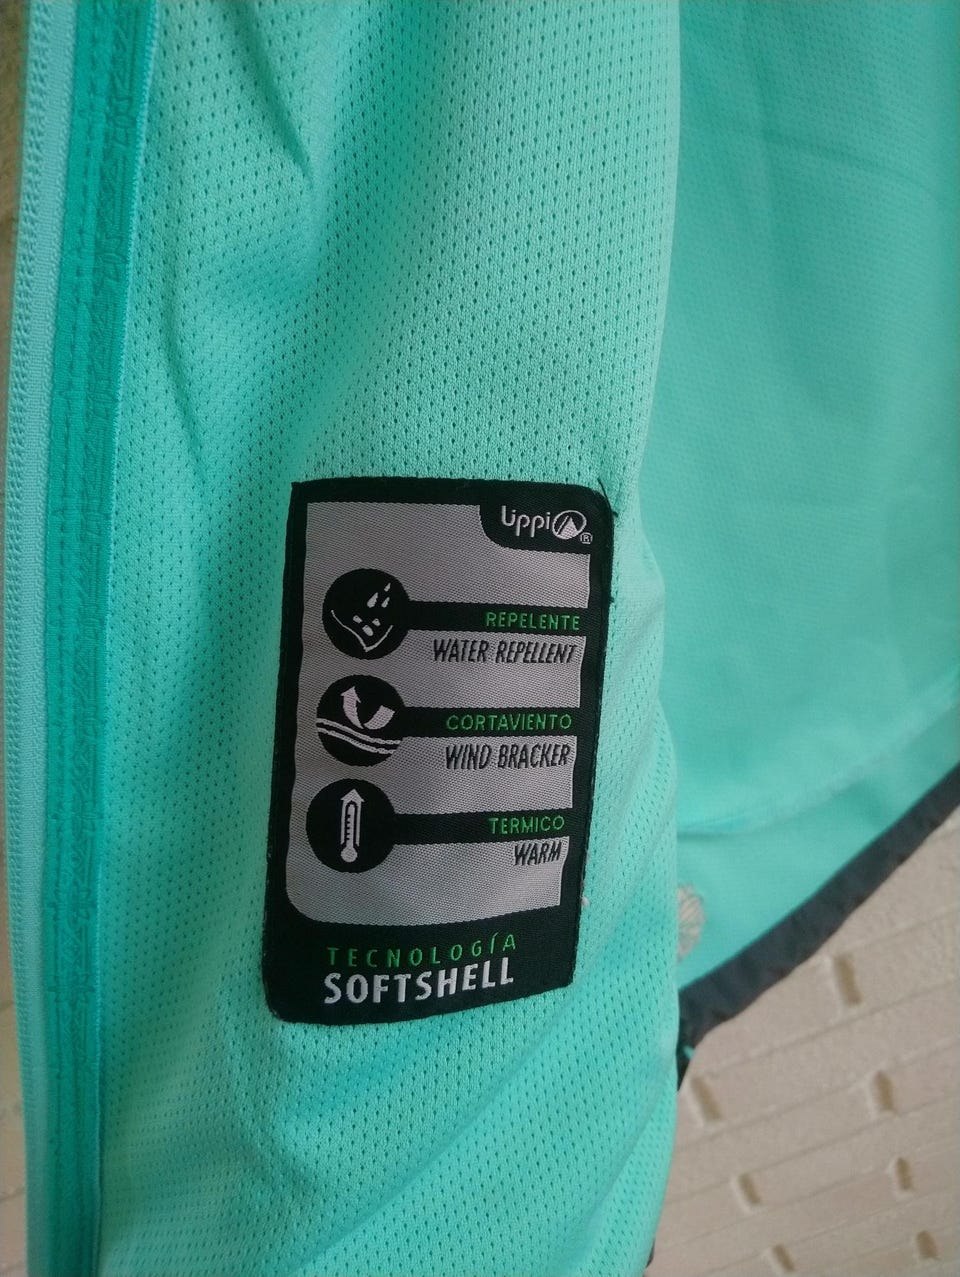 Lippi®
REPELENTE
WATER REPELLENT
CORTAVIENTO
WIND BRACKER
TERMICO
WARM
TECNOLOGÍA
SOFTSHELL